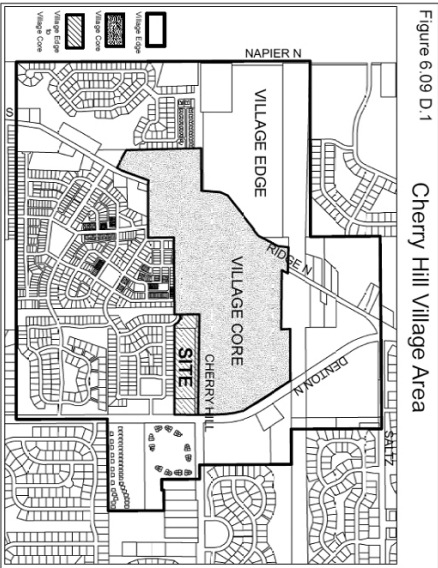 Figure 6.09 D.1
Cherry Hill Village Area
NAPIER N
SALTZ
VILLAGE EDGE
RIDGE N
DENTON N
VILLAGE CORE
CHERRY HILL
SITE
S
Village Edge
Village Core
Village Edge
to
Village Core